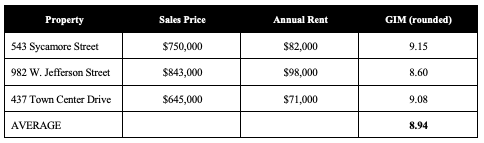 Property Sales Price Annual Rent GIM (rounded)
543 Sycamore Street $750,000 $82,000 9.15
982 W. Jefferson Street $843,000 $98,000 8.60
437 Town Center Drive $645,000 $71,000 9.08
AVERAGE 8.94